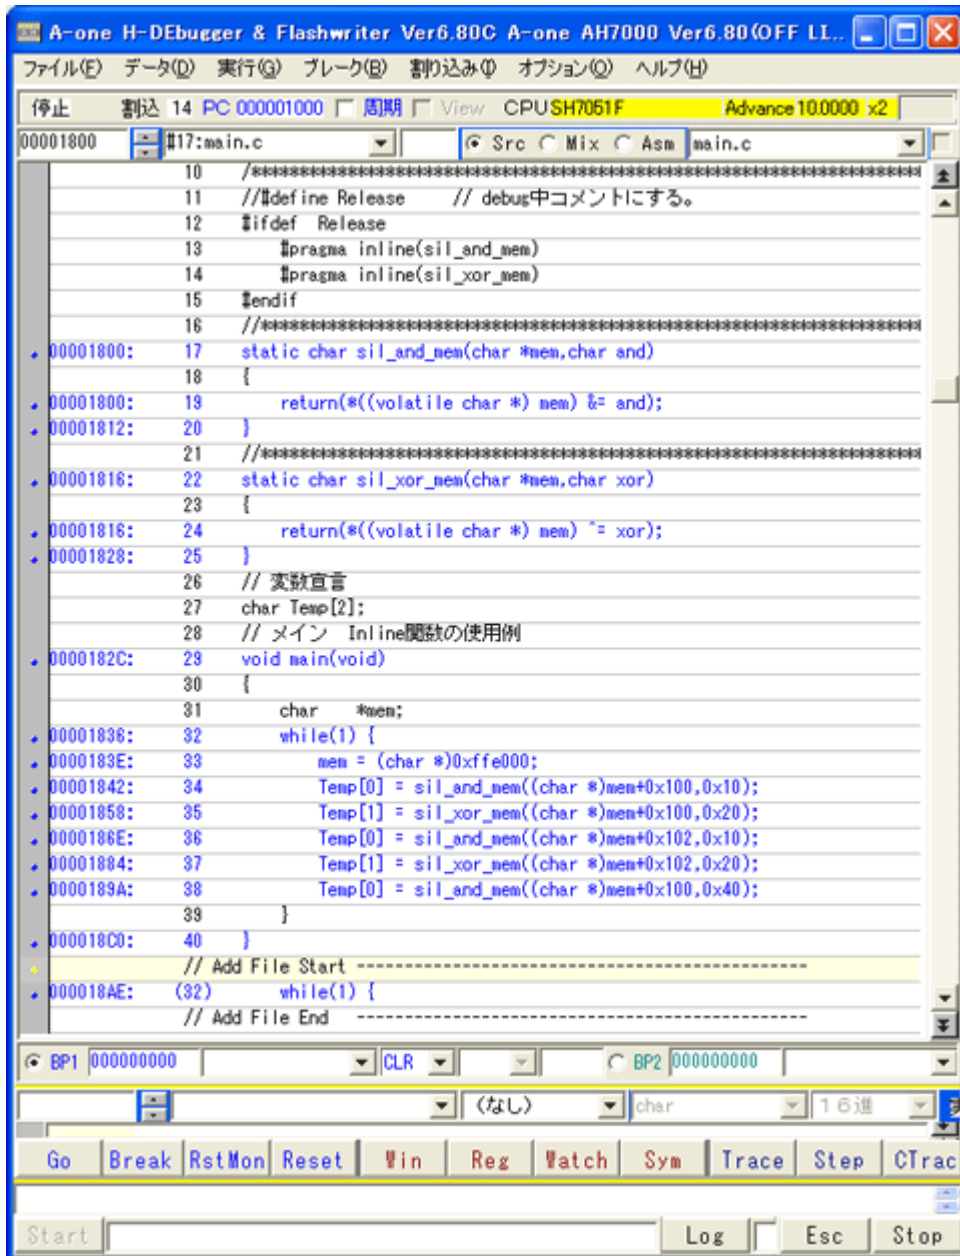 A-one H-DEbugger & Flashwriter Ver6.80C A-one AH7000 Ver6.80(OFF LI..
ファイル(F) データ(D) 実行(G) ブレーク(B) 割り込み(I) オプション(O) ヘルプ(H)
停止 割込 14 PC 000001000 周期 View CPU SH7051F Advance 10.0000 x2
00001800 #17:main.c Src Mix Asm main.c
10 /**********************************************************************
11 //#define Release // debug中コメントにする。
12 #ifdef Release
13 #pragma inline(sil_and_mem)
14 #pragma inline(sil_xor_mem)
15 #endif
16 //*********************************************************************
00001800: 17 static char sil_and_mem(char *mem,char and)
18 {
00001800: 19 return(*((volatile char *) mem) &= and);
00001812: 20 }
21 //*********************************************************************
00001816: 22 static char sil_xor_mem(char *mem,char xor)
23 {
00001816: 24 return(*((volatile char *) mem) ^= xor);
00001828: 25 }
26 // 変数宣言
27 char Temp[2];
28 // メイン Inline関数の使用例
0000182C: 29 void main(void)
30 {
31 char *mem;
00001836: 32 while(1) {
0000183E: 33 mem = (char *)0xffe000;
00001842: 34 Temp[0] = sil_and_mem((char *)mem+0x100,0x10);
00001858: 35 Temp[1] = sil_xor_mem((char *)mem+0x100,0x20);
0000186E: 36 Temp[0] = sil_and_mem((char *)mem+0x102,0x10);
00001884: 37 Temp[1] = sil_xor_mem((char *)mem+0x102,0x20);
0000189A: 38 Temp[0] = sil_and_mem((char *)mem+0x100,0x40);
39 }
000018C0: 40 }
// Add File Start -----------------------------------------------
000018AE: (32) while(1) {
// Add File End -----------------------------------------------
BP1 000000000 CLR BP2 000000000
(なし) char 16進
Go Break RstMon Reset Win Reg Watch Sym Trace Step CTrac
Start Log Esc Stop